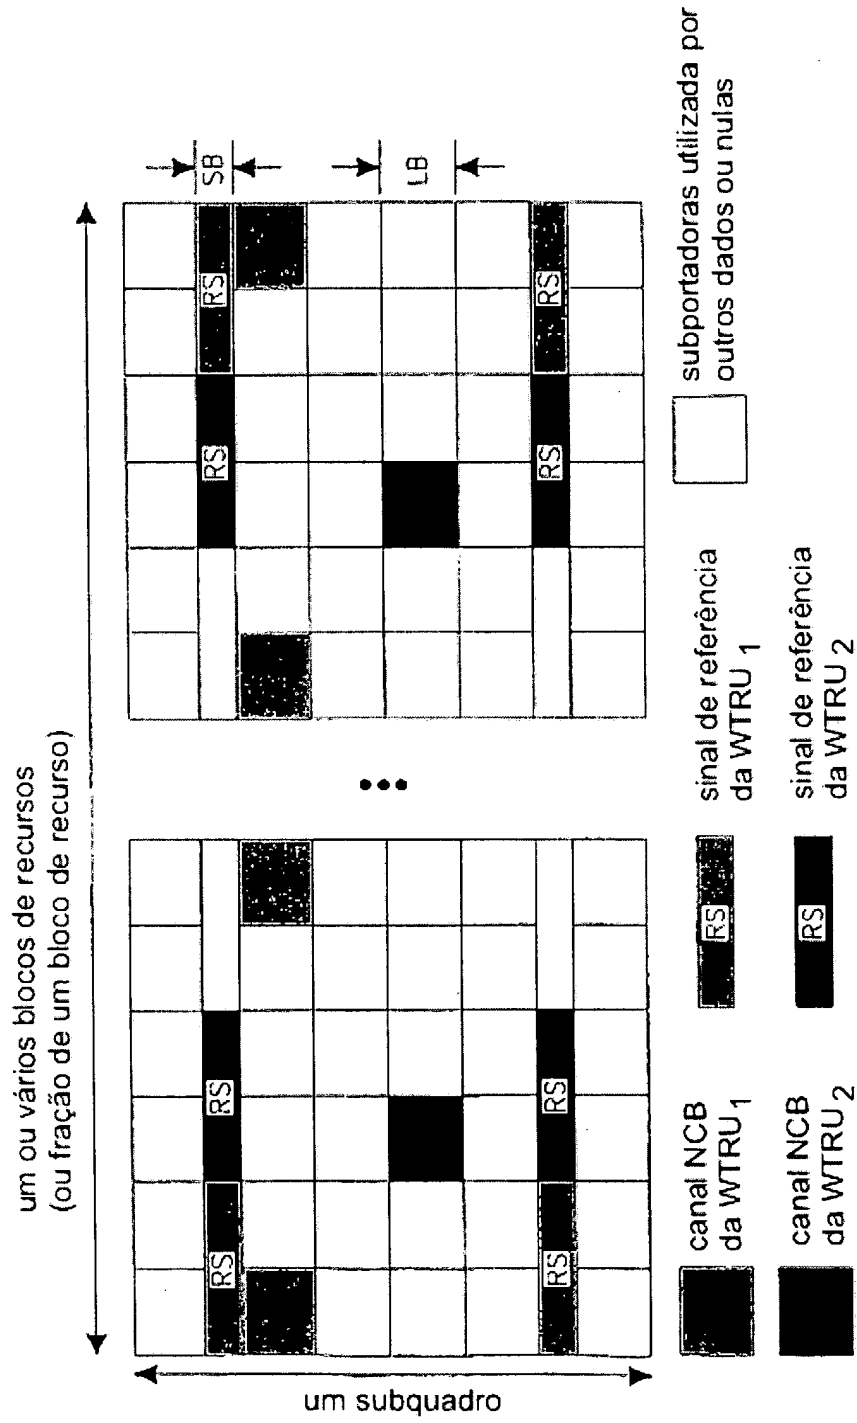 um ou vários blocos de recursos
(ou fração de um bloco de recurso)
SB
LB
RS
RS
RS
RS
RS
RS
RS
RS
um subquadro
canal NCB
da WTRU 1
canal NCB
da WTRU 2
RS
sinal de referência
da WTRU 1
RS
sinal de referência
da WTRU 2
subportadoras utilizada por
outros dados ou nulas